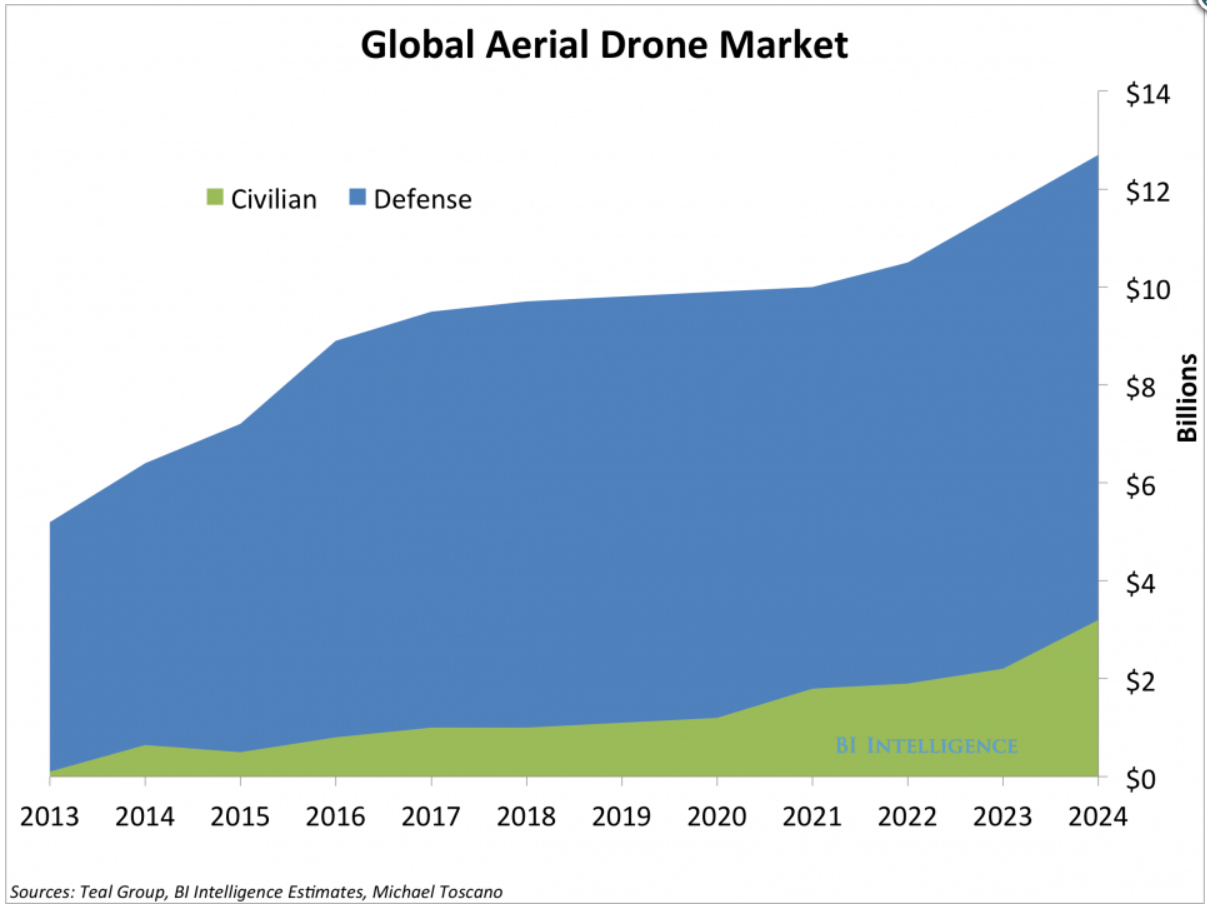 Global Aerial Drone Market
Civilian Defense
$14
$12
$10
$8
$6
$4
$2
$0
Billions
BI INTELLIGENCE
2013 2014 2015 2016 2017 2018 2019 2020 2021 2022 2023 2024
Sources: Teal Group, BI Intelligence Estimates, Michael Toscano